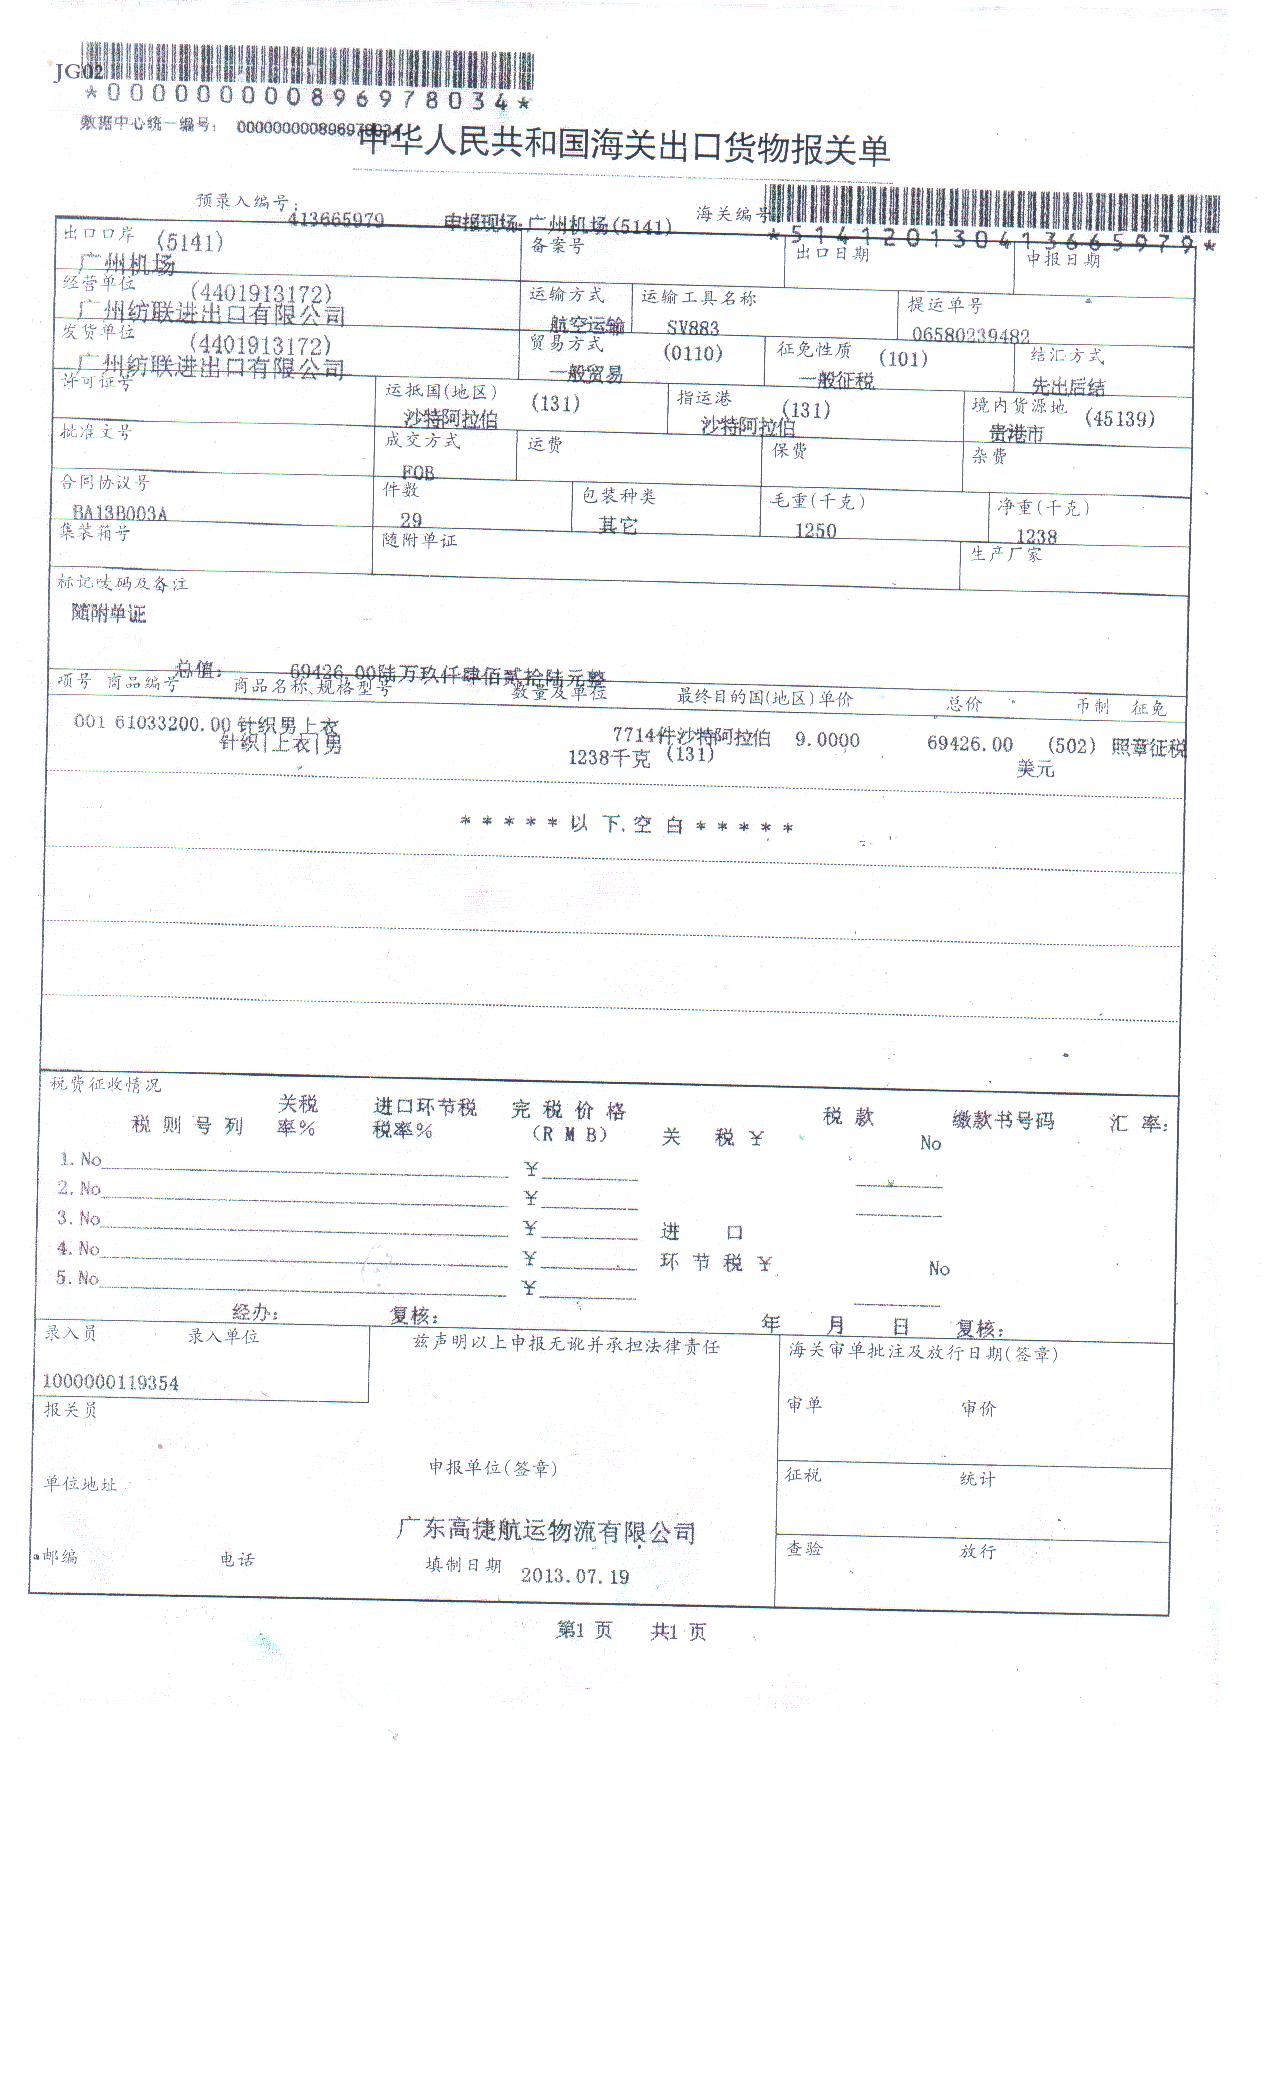 JG02
*000000000896978034*
数据中心统一编号： 000000000896978034
中华人民共和国海关出口货物报关单
预录入编号： 413665979 申报现场：广州机场(5141) 海关编号
*514120130413665979*
出口口岸 (5141) 备案号 出口日期 申报日期
广州机场
经营单位 (4401913172) 运输方式 运输工具名称 提运单号
广州纺联进出口有限公司 航空运输 SV883 06580239482
发货单位 (4401913172) 贸易方式 (0110) 征免性质 (101) 结汇方式
广州纺联进出口有限公司 一般贸易 一般征税 先出后结
许可证号 运抵国(地区) (131) 指运港 (131) 境内货源地 (45139)
沙特阿拉伯 沙特阿拉伯 贵港市
批准文号 成交方式 运费 保费 杂费
FOB
合同协议号 件数 包装种类 毛重(千克) 净重(千克)
BA13B003A 29 其它 1250 1238
集装箱号 随附单证 生产厂家
标记唛码及备注
随附单证
总值： 69426.00陆万玖仟肆佰贰拾陆元整
项号 商品编号 商品名称、规格型号 数量及单位 最终目的国(地区) 单价 总价 币制 征免
001 61033200.00 针织男上衣 7714件 沙特阿拉伯 9.0000 69426.00 (502) 照章征税
针织|上衣|男 1238千克 (131) 美元
*****以下空白*****
税费征收情况
关税 进口环节税 完税价格 税款 缴款书号码 汇率：
税则号列 率% 税率% (RMB) 关 税￥ No
1.No ￥
2.No ￥
3.No ￥ 进 口
4.No ￥ 环节税￥ No
5.No ￥
经办： 复核： 年 月 日 复核：
录入员 录入单位 兹声明以上申报无讹并承担法律责任 海关审单批注及放行日期(签章)
1000000119354
报关员 审单 审价
单位地址 申报单位(签章) 征税 统计
广东高捷航运物流有限公司
邮编 电话 填制日期 2013.07.19 查验 放行
第1 页 共1 页